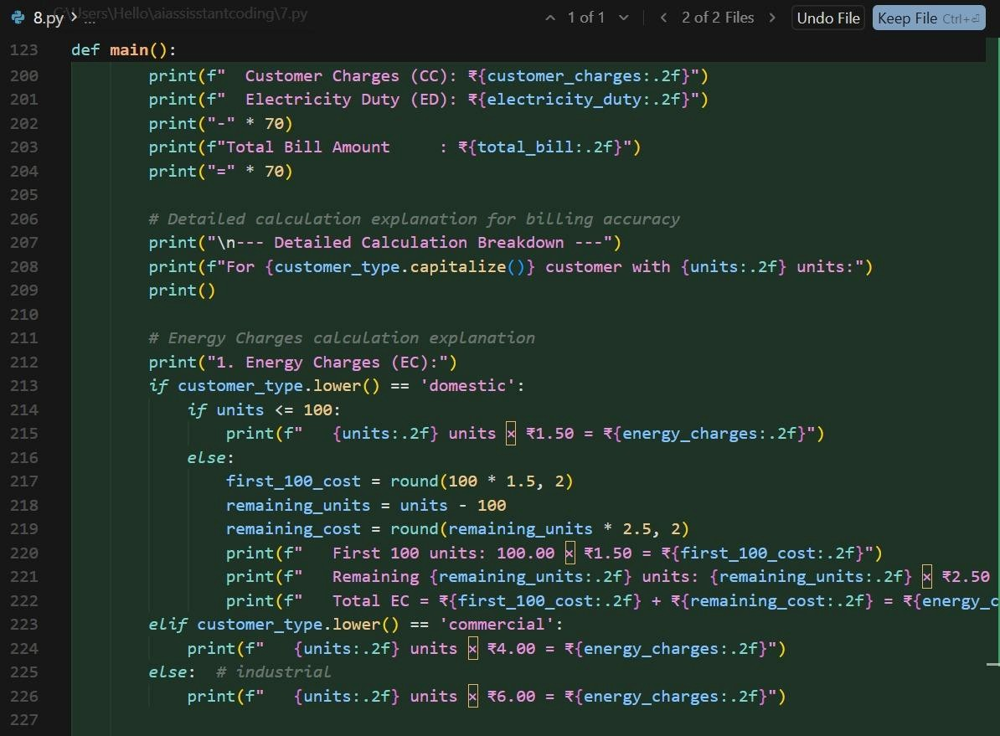 8.py > ...
C:\Users\Hello\aiassisstantcoding\7.py
1 of 1
2 of 2 Files
Undo File
Keep File Ctrl+⏎
123 def main():
200         print(f"  Customer Charges (CC): ₹{customer_charges:.2f}")
201         print(f"  Electricity Duty (ED): ₹{electricity_duty:.2f}")
202         print("-" * 70)
203         print(f"Total Bill Amount     : ₹{total_bill:.2f}")
204         print("=" * 70)
205
206         # Detailed calculation explanation for billing accuracy
207         print("\n--- Detailed Calculation Breakdown ---")
208         print(f"For {customer_type.capitalize()} customer with {units:.2f} units:")
209         print()
210
211         # Energy Charges calculation explanation
212         print("1. Energy Charges (EC):")
213         if customer_type.lower() == 'domestic':
214             if units <= 100:
215                 print(f"   {units:.2f} units × ₹1.50 = ₹{energy_charges:.2f}")
216             else:
217                 first_100_cost = round(100 * 1.5, 2)
218                 remaining_units = units - 100
219                 remaining_cost = round(remaining_units * 2.5, 2)
220                 print(f"   First 100 units: 100.00 × ₹1.50 = ₹{first_100_cost:.2f}")
221                 print(f"   Remaining {remaining_units:.2f} units: {remaining_units:.2f} × ₹2.50
222                 print(f"   Total EC = ₹{first_100_cost:.2f} + ₹{remaining_cost:.2f} = ₹{energy_c
223         elif customer_type.lower() == 'commercial':
224             print(f"   {units:.2f} units × ₹4.00 = ₹{energy_charges:.2f}")
225         else:  # industrial
226             print(f"   {units:.2f} units × ₹6.00 = ₹{energy_charges:.2f}")
227